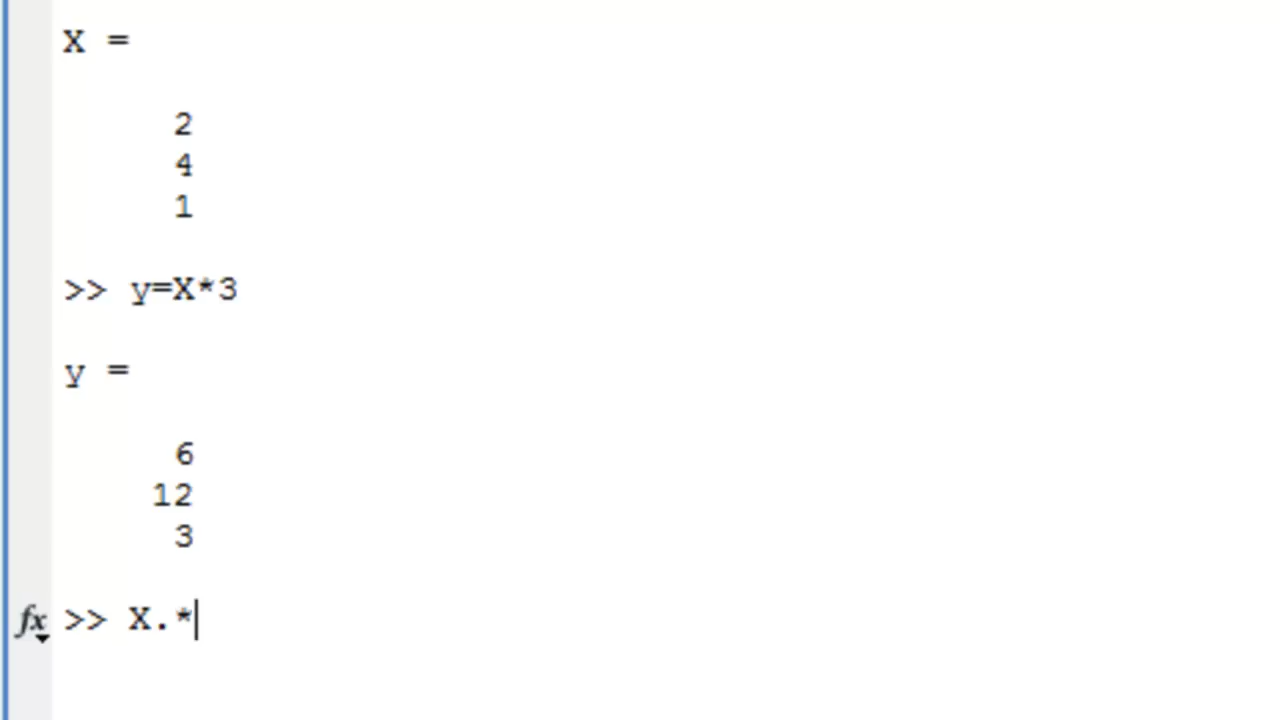 X =
2
4
1
>> y=X*3
y =
6
12
3
fx >> X.*